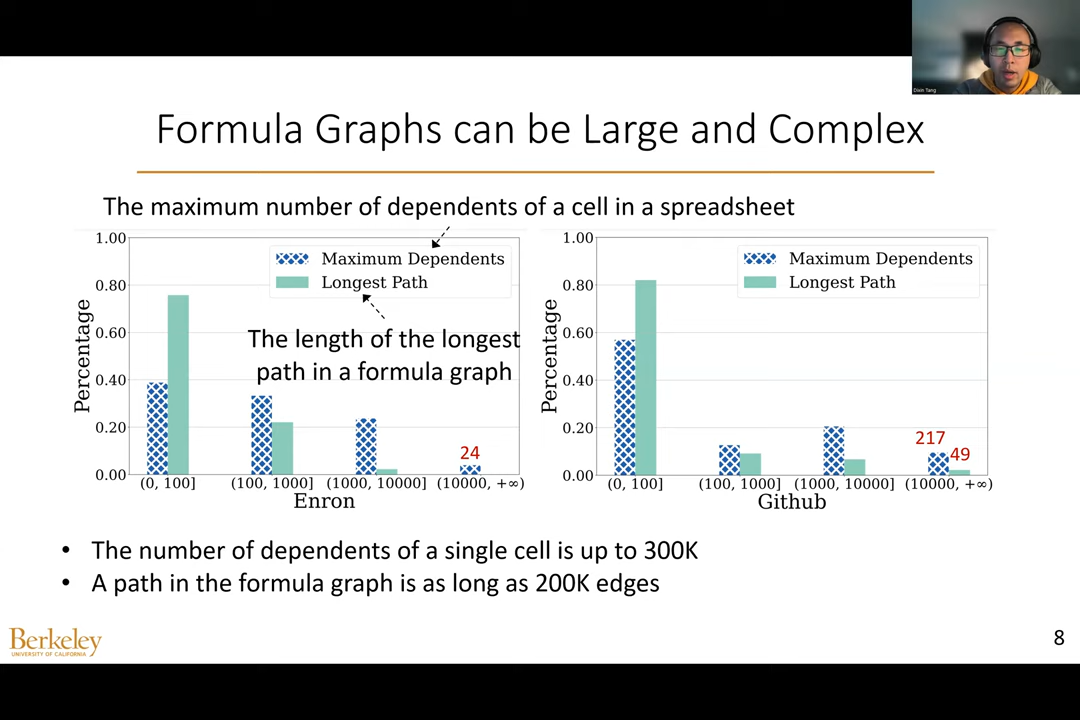 Dixin Tang
Formula Graphs can be Large and Complex
The maximum number of dependents of a cell in a spreadsheet
1.00
0.80
0.60
0.40
0.20
0.00
Percentage
Maximum Dependents
Longest Path
The length of the longest
path in a formula graph
24
(0, 100]
(100, 1000]
(1000, 10000]
(10000, +∞)
Enron
1.00
0.80
0.60
0.40
0.20
0.00
Percentage
Maximum Dependents
Longest Path
217
49
(0, 100]
(100, 1000]
(1000, 10000]
(10000, +∞)
Github
• The number of dependents of a single cell is up to 300K
• A path in the formula graph is as long as 200K edges
Berkeley
UNIVERSITY OF CALIFORNIA
8